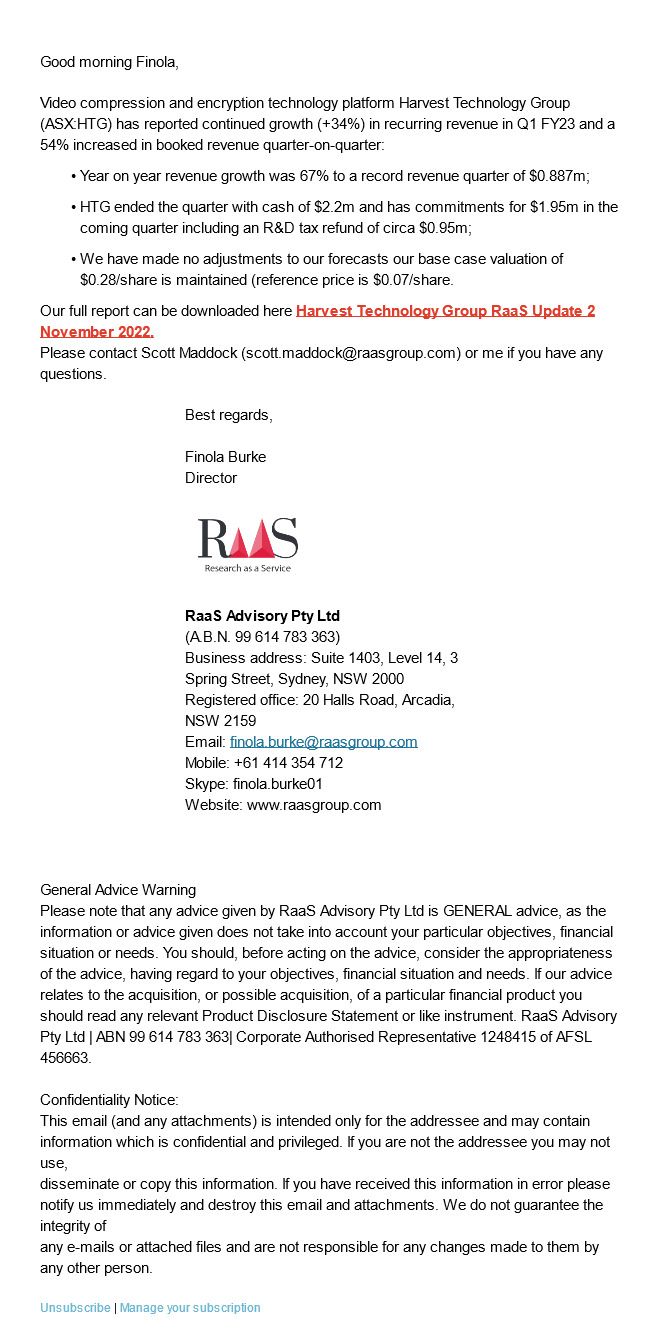 Good morning Finola,
Video compression and encryption technology platform Harvest Technology Group
(ASX:HTG) has reported continued growth (+34%) in recurring revenue in Q1 FY23 and a
54% increased in booked revenue quarter-on-quarter:
• Year on year revenue growth was 67% to a record revenue quarter of $0.887m;
• HTG ended the quarter with cash of $2.2m and has commitments for $1.95m in the
coming quarter including an R&D tax refund of circa $0.95m;
• We have made no adjustments to our forecasts our base case valuation of
$0.28/share is maintained (reference price is $0.07/share.
Our full report can be downloaded here Harvest Technology Group RaaS Update 2
November 2022.
Please contact Scott Maddock (scott.maddock@raasgroup.com) or me if you have any
questions.
Best regards,
Finola Burke
Director
RaaS
Research as a Service
RaaS Advisory Pty Ltd
(A.B.N. 99 614 783 363)
Business address: Suite 1403, Level 14, 3
Spring Street, Sydney, NSW 2000
Registered office: 20 Halls Road, Arcadia,
NSW 2159
Email: finola.burke@raasgroup.com
Mobile: +61 414 354 712
Skype: finola.burke01
Website: www.raasgroup.com
General Advice Warning
Please note that any advice given by RaaS Advisory Pty Ltd is GENERAL advice, as the
information or advice given does not take into account your particular objectives, financial
situation or needs. You should, before acting on the advice, consider the appropriateness
of the advice, having regard to your objectives, financial situation and needs. If our advice
relates to the acquisition, or possible acquisition, of a particular financial product you
should read any relevant Product Disclosure Statement or like instrument. RaaS Advisory
Pty Ltd | ABN 99 614 783 363| Corporate Authorised Representative 1248415 of AFSL
456663.
Confidentiality Notice:
This email (and any attachments) is intended only for the addressee and may contain
information which is confidential and privileged. If you are not the addressee you may not
use,
disseminate or copy this information. If you have received this information in error please
notify us immediately and destroy this email and attachments. We do not guarantee the
integrity of
any e-mails or attached files and are not responsible for any changes made to them by
any other person.
Unsubscribe | Manage your subscription